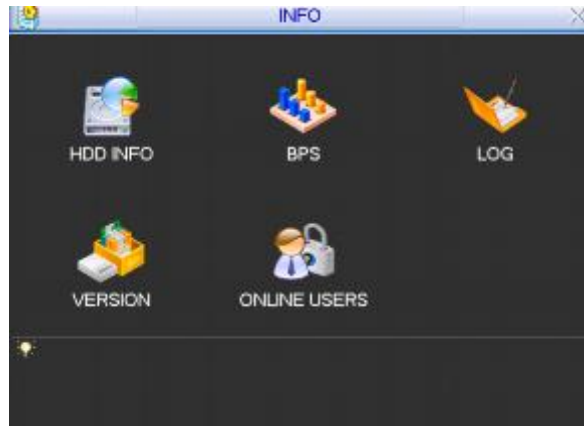 INFO
HDD INFO
BPS
LOG
VERSION
ONLINE USERS